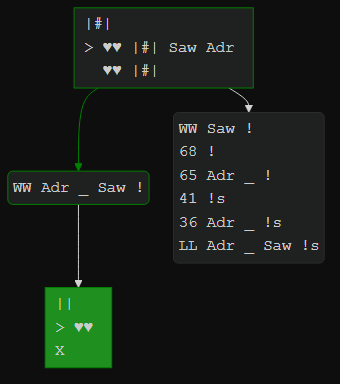 |#|
> ♥♥ |#| Saw Adr
♥♥ |#|
WW Saw !
68 !
65 Adr _ !
41 !s
36 Adr _ !s
LL Adr _ Saw !s
WW Adr _ Saw !
||
> ♥♥
X